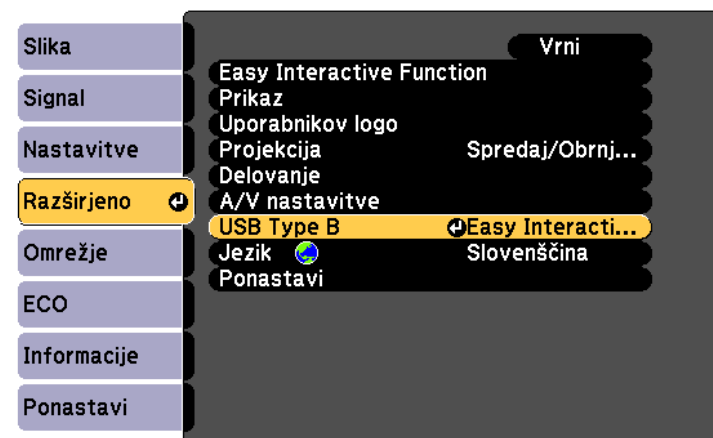 Slika
Signal
Nastavitve
Razširjeno
Omrežje
ECO
Informacije
Ponastavi
Vrni
Easy Interactive Function
Prikaz
Uporabnikov logo
Projekcija Spredaj/Obrnj...
Delovanje
A/V nastavitve
USB Type B Easy Interacti...
Jezik Slovenščina
Ponastavi